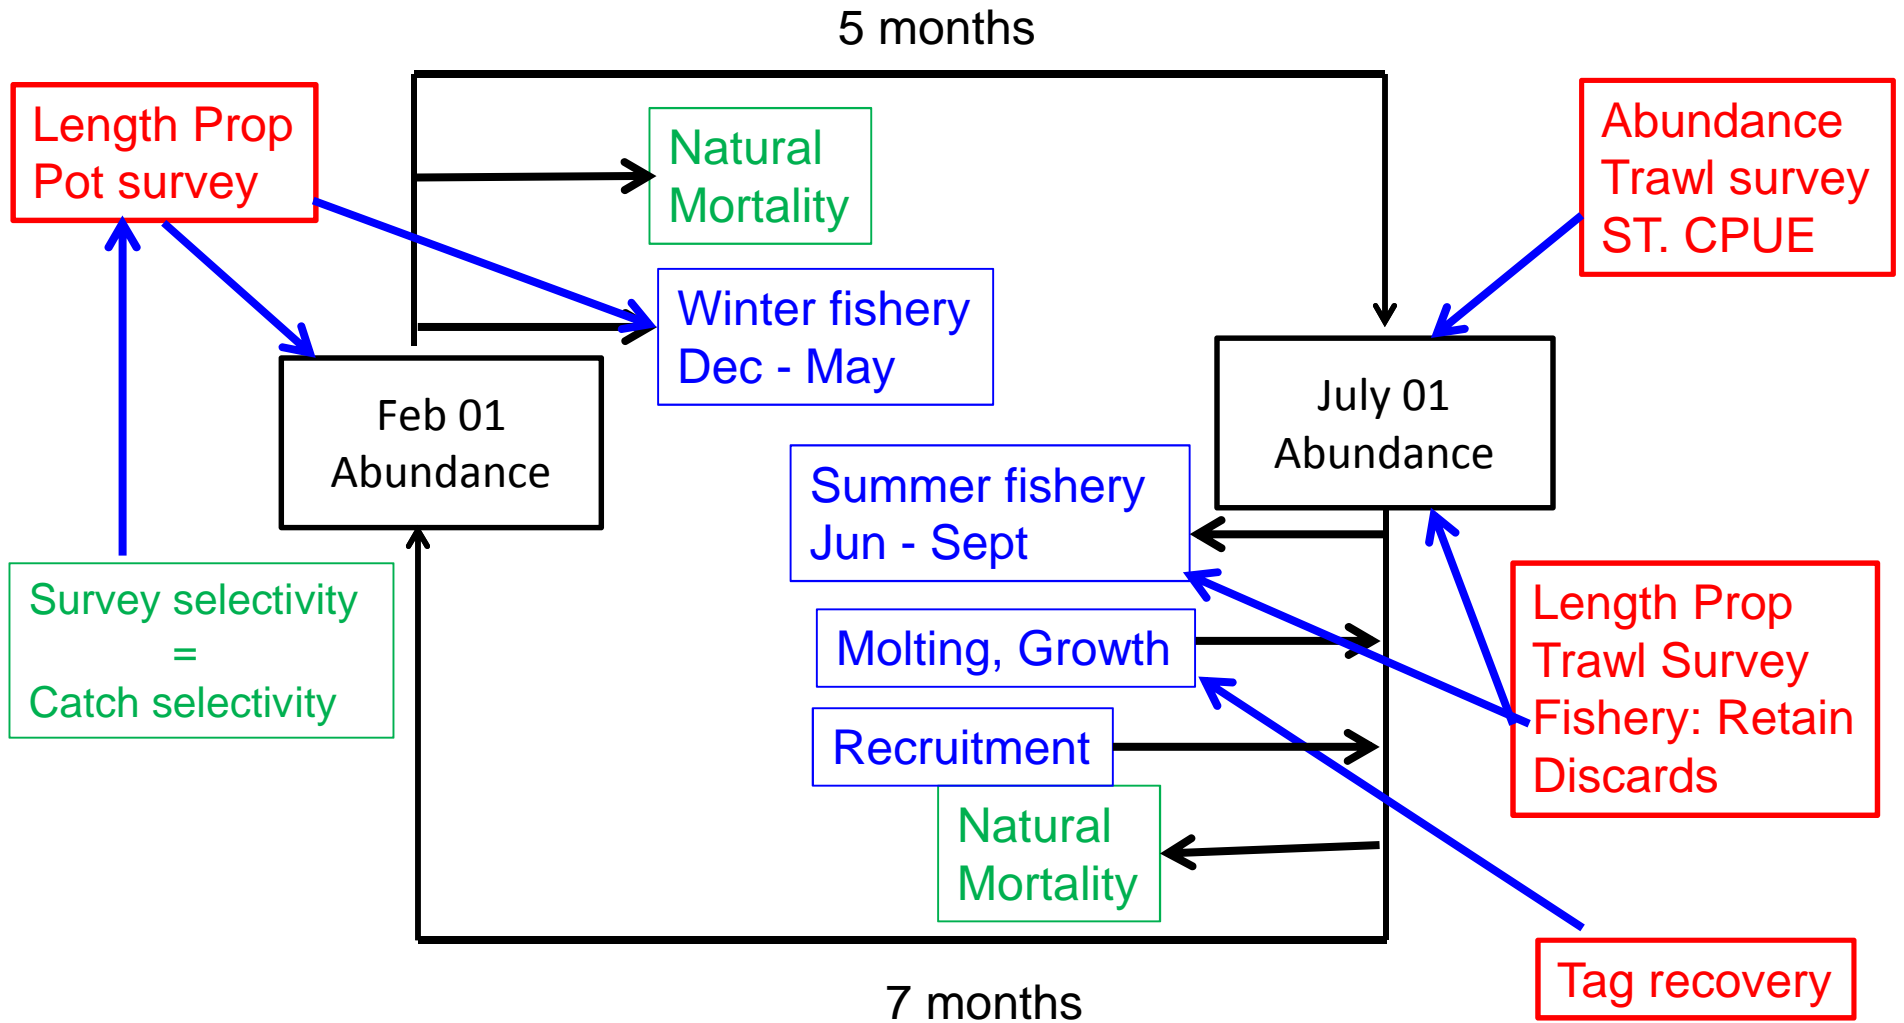 5 months
Length Prop
Pot survey
Natural
Mortality
Abundance
Trawl survey
ST. CPUE
Winter fishery
Dec - May
Feb 01
Abundance
July 01
Abundance
Summer fishery
Jun - Sept
Survey selectivity
=
Catch selectivity
Molting, Growth
Length Prop
Trawl Survey
Fishery: Retain
Discards
Recruitment
Natural
Mortality
Tag recovery
7 months